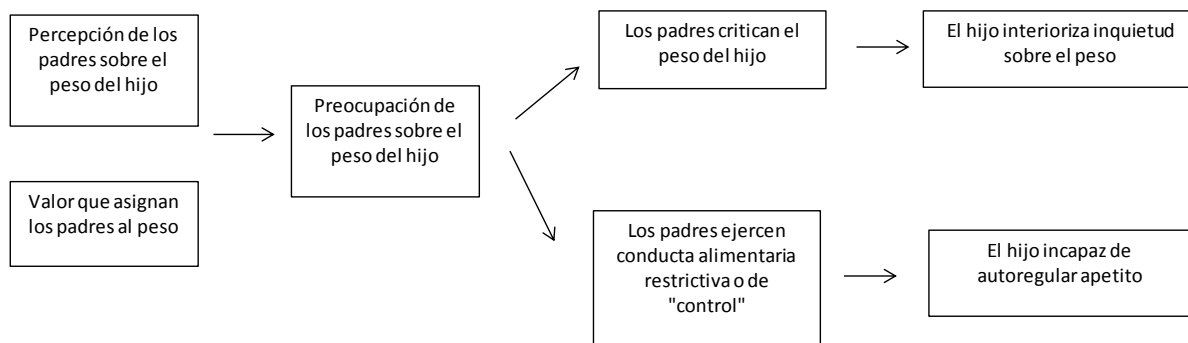 Percepción de los
padres sobre el
peso del hijo
Valor que asignan
los padres al peso
Preocupación de
los padres sobre el
peso del hijo
Los padres critican el
peso del hijo
El hijo interioriza inquietud
sobre el peso
Los padres ejercen
conducta alimentaria
restrictiva o de
"control"
El hijo incapaz de
autoregular apetito